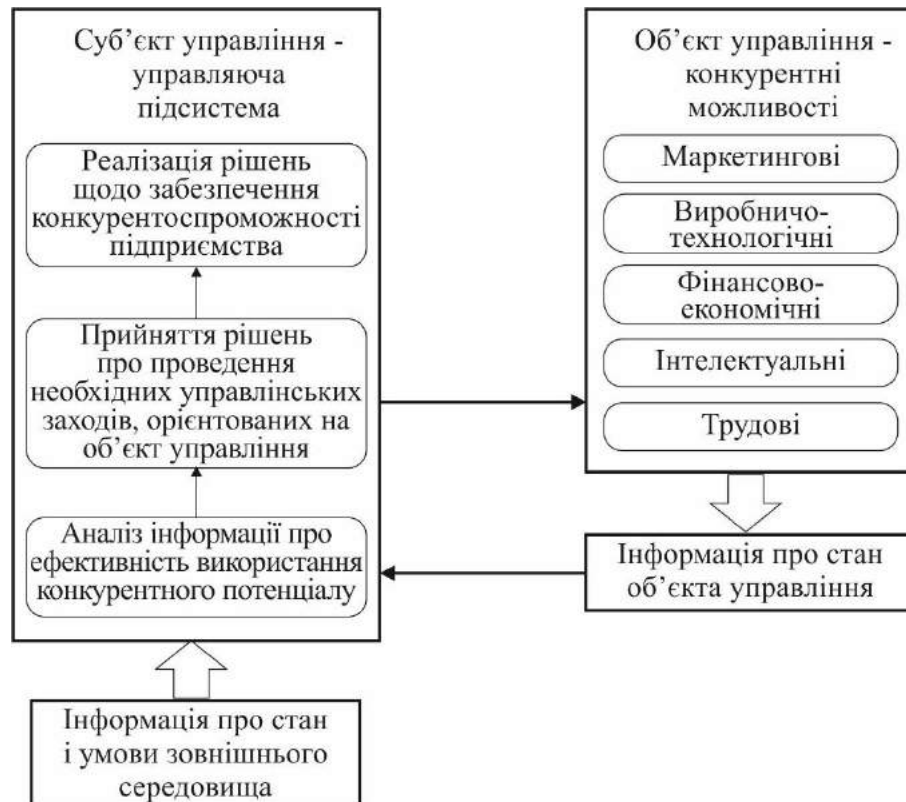 Суб’єкт управління -
управляюча
підсистема
Реалізація рішень
щодо забезпечення
конкурентоспроможності
підприємства
Прийняття рішень
про проведення
необхідних управлінських
заходів, орієнтованих на
об’єкт управління
Аналіз інформації про
ефективність використання
конкурентного потенціалу
Інформація про стан
і умови зовнішнього
середовища
Об’єкт управління -
конкурентні
можливості
Маркетингові
Виробничо-
технологічні
Фінансово-
економічні
Інтелектуальні
Трудові
Інформація про стан
об’єкта управління